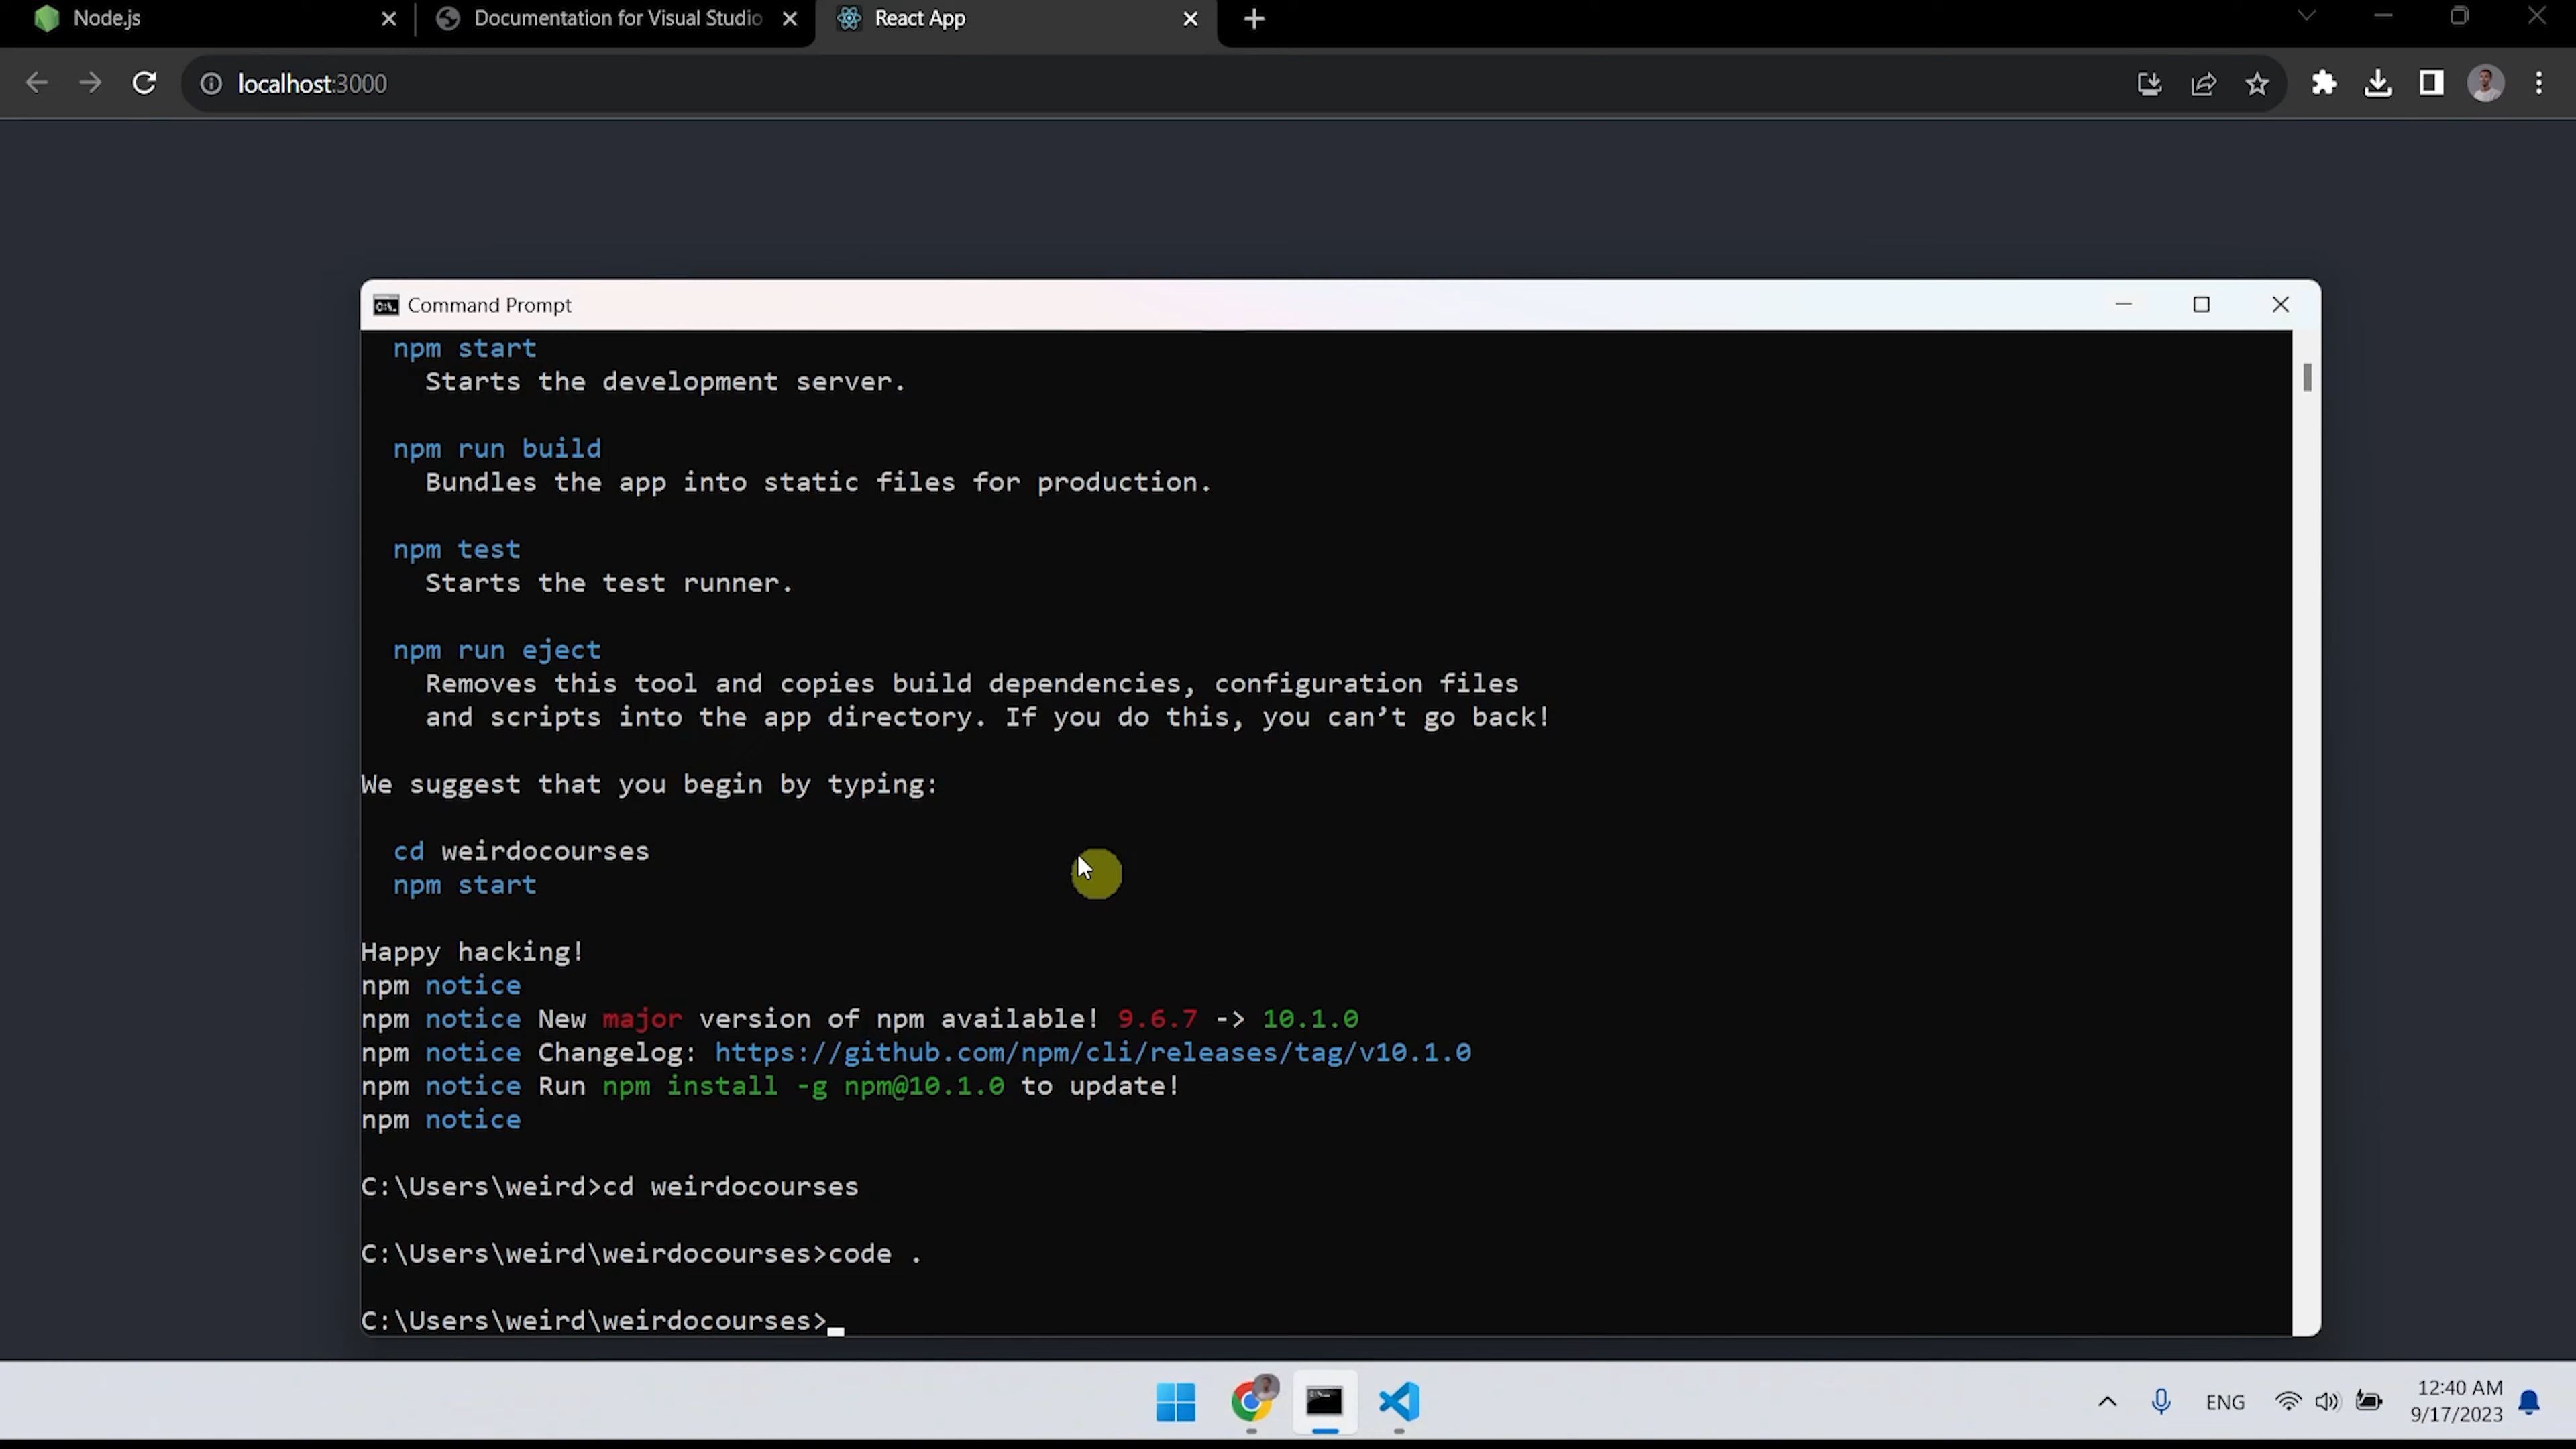 Node.js
Documentation for Visual Studio
React App
localhost:3000
Command Prompt
npm start
Starts the development server.
npm run build
Bundles the app into static files for production.
npm test
Starts the test runner.
npm run eject
Removes this tool and copies build dependencies, configuration files
and scripts into the app directory. If you do this, you can’t go back!
We suggest that you begin by typing:
cd weirdocourses
npm start
Happy hacking!
npm notice
npm notice New major version of npm available! 9.6.7 -> 10.1.0
npm notice Changelog: https://github.com/npm/cli/releases/tag/v10.1.0
npm notice Run npm install -g npm@10.1.0 to update!
npm notice
C:\Users\weird>cd weirdocourses
C:\Users\weird\weirdocourses>code .
C:\Users\weird\weirdocourses>
ENG
12:40 AM
9/17/2023